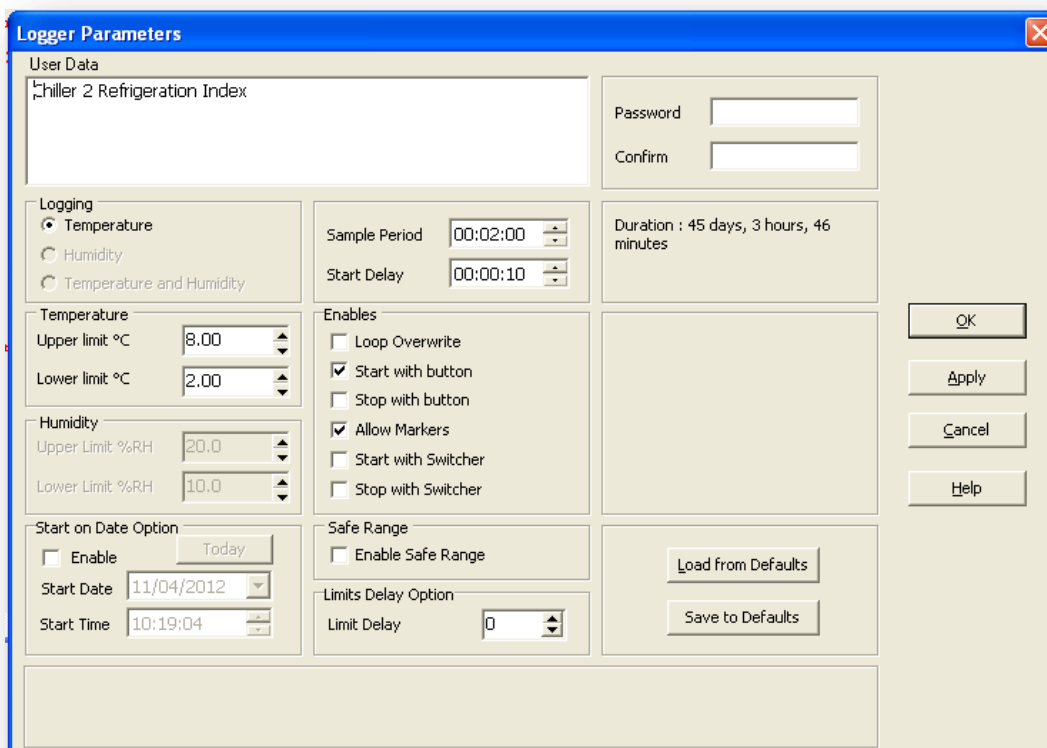 Logger Parameters
User Data
Chiller 2 Refrigeration Index
Password
Confirm
Logging
Temperature
Humidity
Temperature and Humidity
Sample Period 00:02:00
Start Delay 00:00:10
Duration : 45 days, 3 hours, 46
minutes
Temperature
Upper limit °C 8.00
Lower limit °C 2.00
Humidity
Upper Limit %RH 20.0
Lower Limit %RH 10.0
Enables
Loop Overwrite
Start with button
Stop with button
Allow Markers
Start with Switcher
Stop with Switcher
OK
Apply
Cancel
Help
Start on Date Option
Enable Today
Start Date 11/04/2012
Start Time 10:19:04
Safe Range
Enable Safe Range
Limits Delay Option
Limit Delay 0
Load from Defaults
Save to Defaults